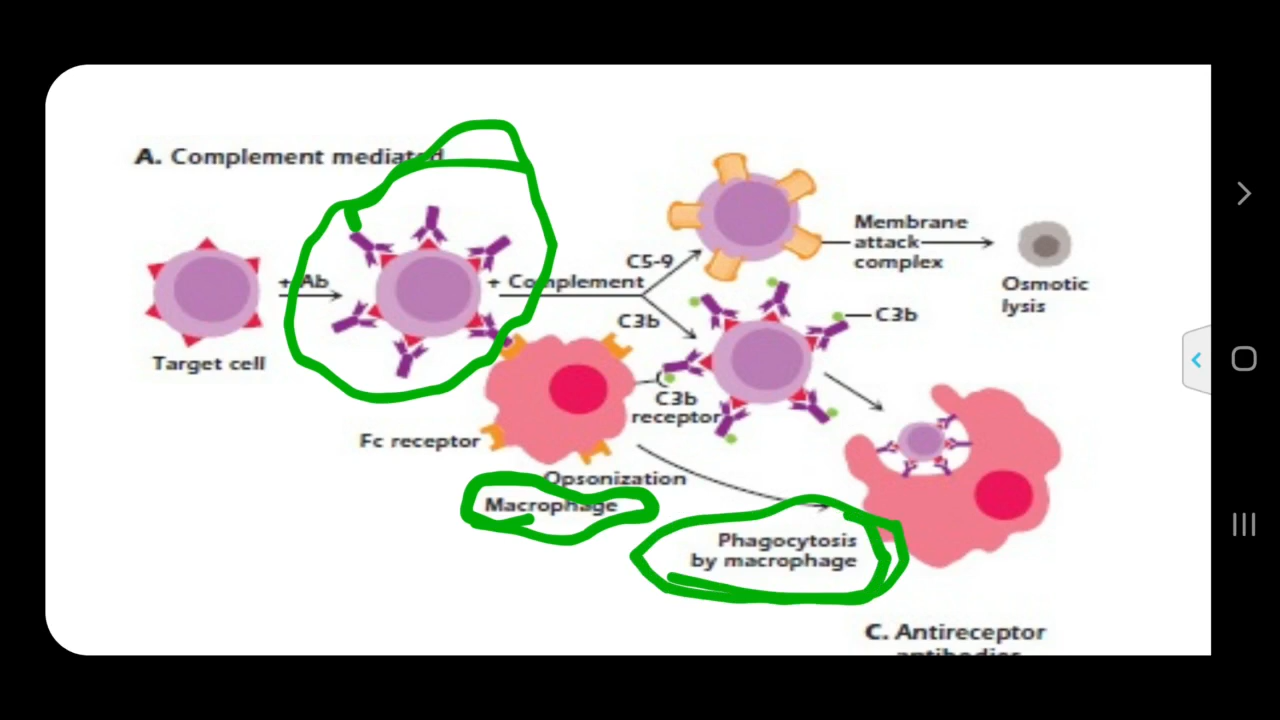 A. Complement mediated
+ Ab
+ Complement
C5-9
C3b
Membrane
attack
complex
Osmotic
lysis
C3b
Target cell
C3b
receptor
Fc receptor
Opsonization
Macrophage
Phagocytosis
by macrophage
C. Antireceptor
antibodies